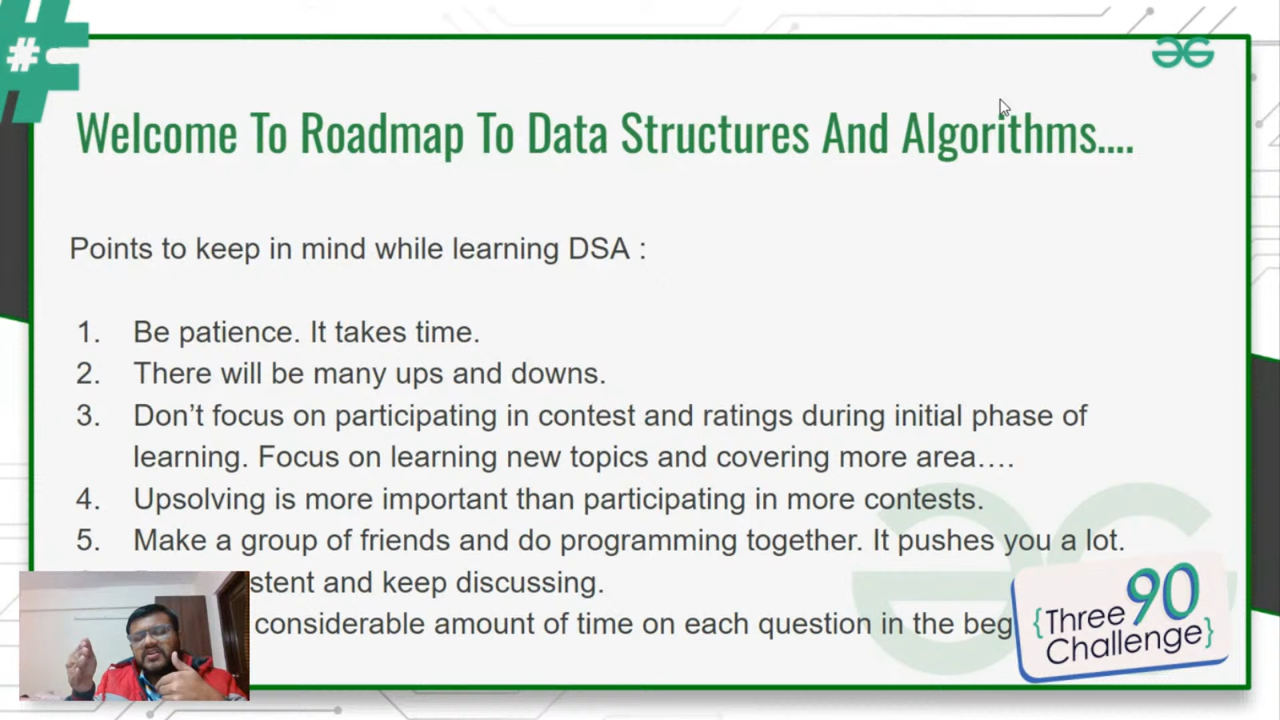 #
Welcome To Roadmap To Data Structures And Algorithms....
Points to keep in mind while learning DSA :
1. Be patience. It takes time.
2. There will be many ups and downs.
3. Don't focus on participating in contest and ratings during initial phase of
learning. Focus on learning new topics and covering more area....
4. Upsolving is more important than participating in more contests.
5. Make a group of friends and do programming together. It pushes you a lot.
and keep discussing.
considerable amount of time on each question in the
{Three 90
Challenge}